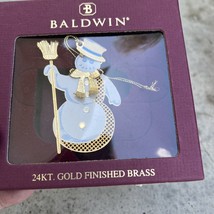 BALDWIN®
24KT. GOLD FINISHED BRASS